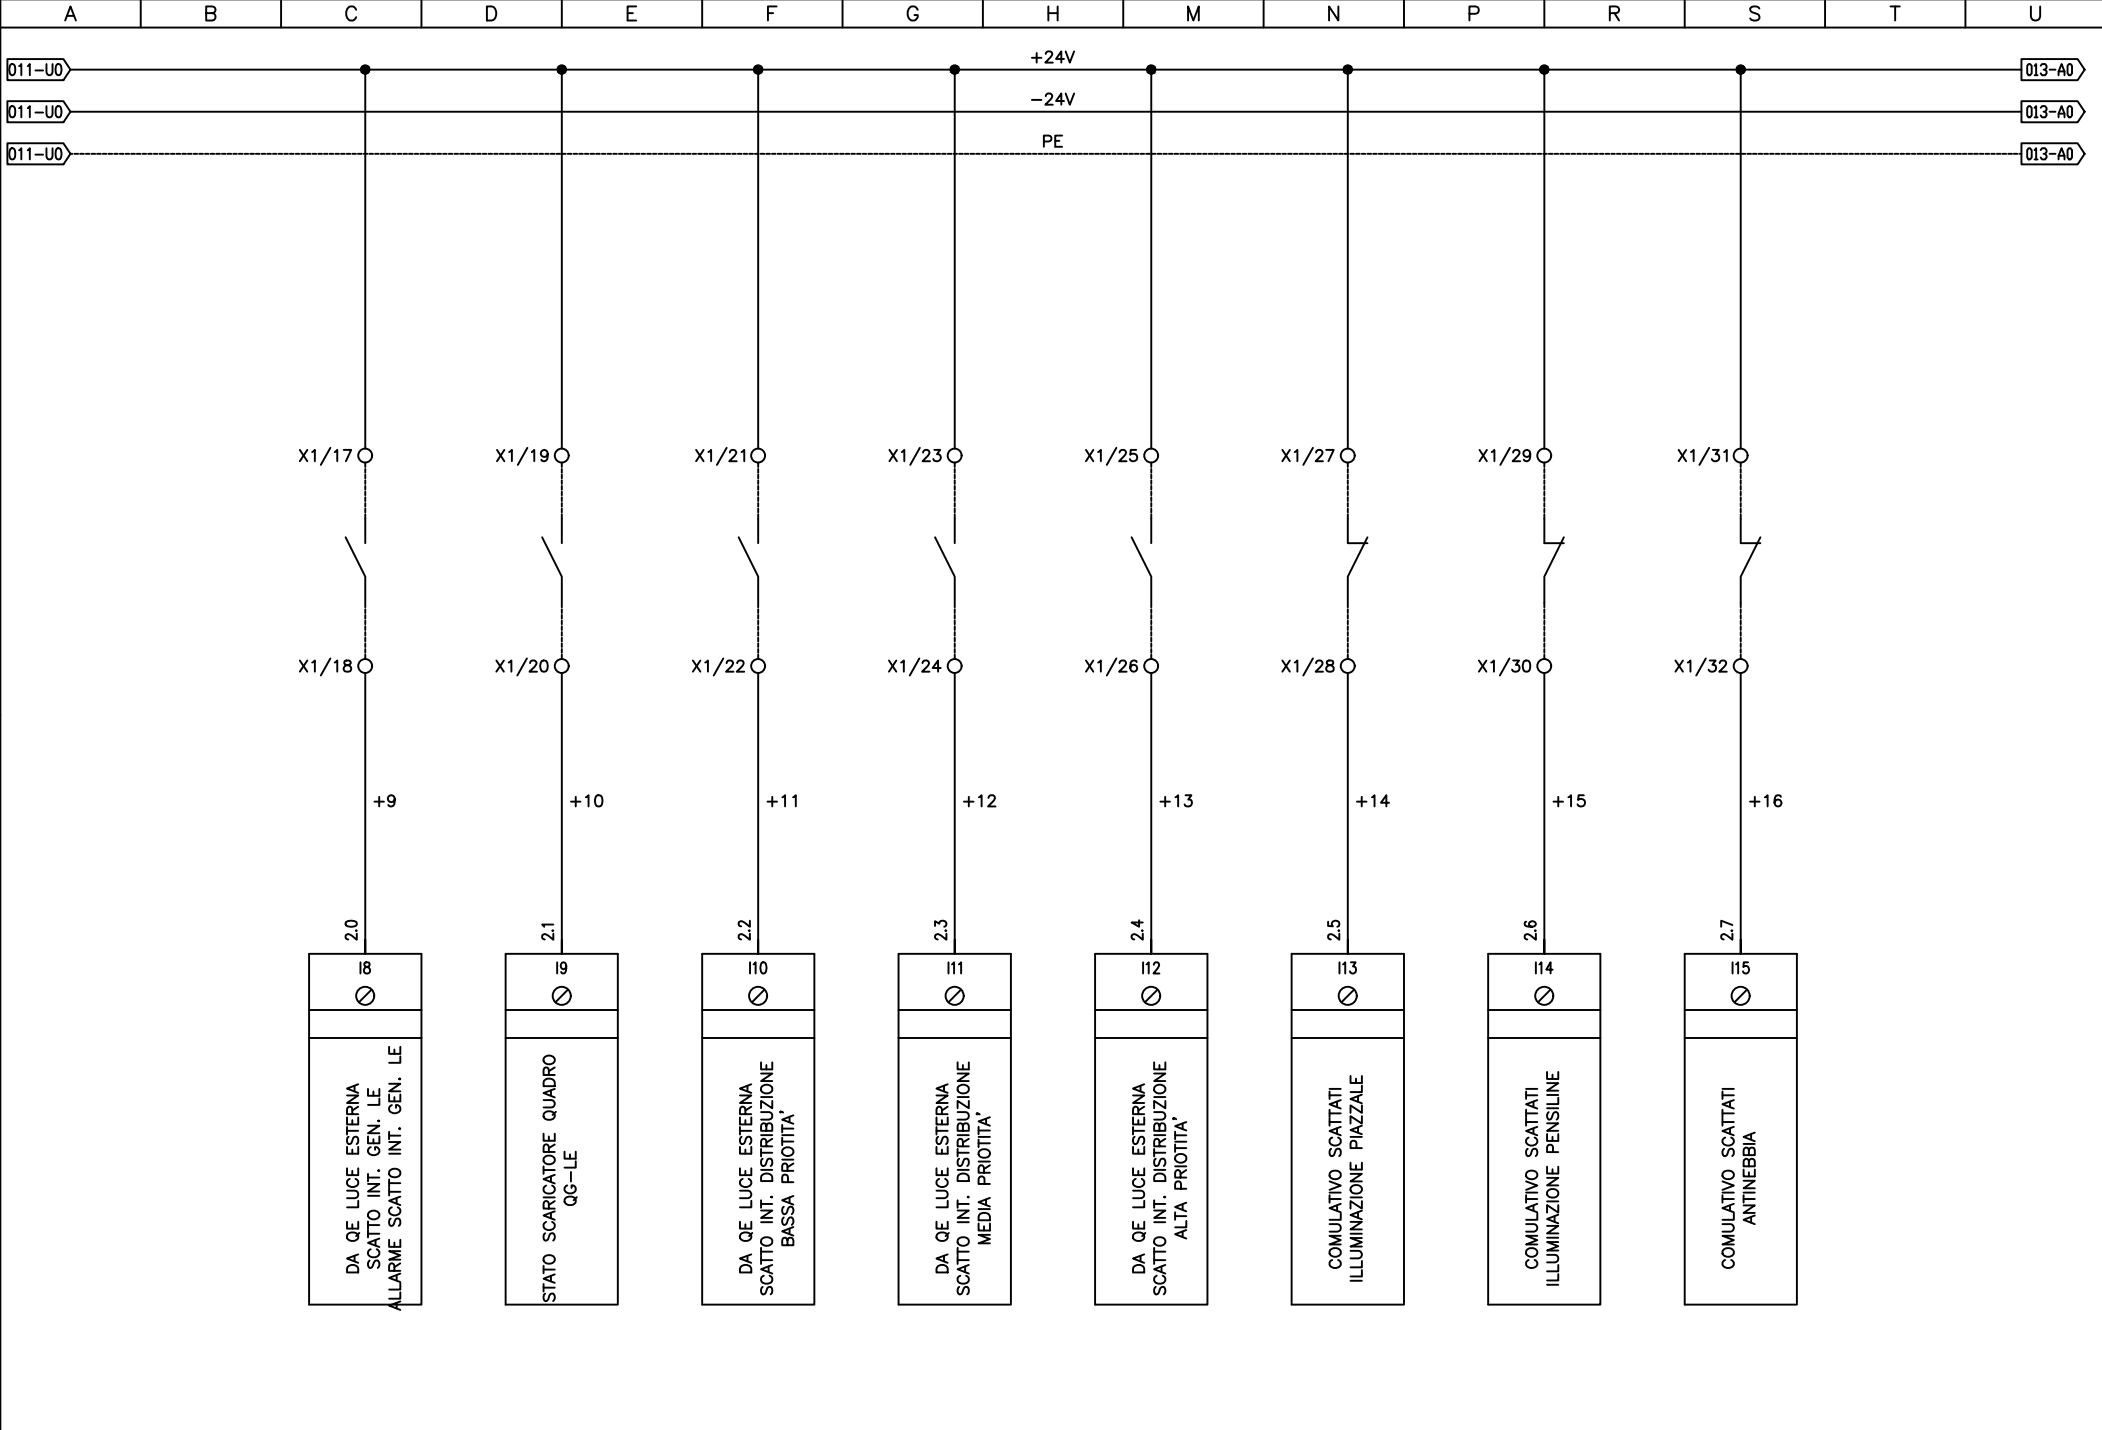 A B C D E F G H M N P R S T U
011-U0 +24V 013-A0
011-U0 -24V 013-A0
011-U0 PE 013-A0
X1/17 X1/19 X1/21 X1/23 X1/25 X1/27 X1/29 X1/31
X1/18 X1/20 X1/22 X1/24 X1/26 X1/28 X1/30 X1/32
+9 +10 +11 +12 +13 +14 +15 +16
2.0 2.1 2.2 2.3 2.4 2.5 2.6 2.7
I8 I9 I10 I11 I12 I13 I14 I15
DA QE LUCE ESTERNA
SCATTO INT. GEN. LE
ALLARME SCATTO INT. GEN. LE
STATO SCARICATORE QUADRO
QG-LE
DA QE LUCE ESTERNA
SCATTO INT. DISTRIBUZIONE
BASSA PRIOTITA'
DA QE LUCE ESTERNA
SCATTO INT. DISTRIBUZIONE
MEDIA PRIOTITA'
DA QE LUCE ESTERNA
SCATTO INT. DISTRIBUZIONE
ALTA PRIOTITA'
COMULATIVO SCATTATI
ILLUMINAZIONE PIAZZALE
COMULATIVO SCATTATI
ILLUMINAZIONE PENSILINE
COMULATIVO SCATTATI
ANTINEBBIA